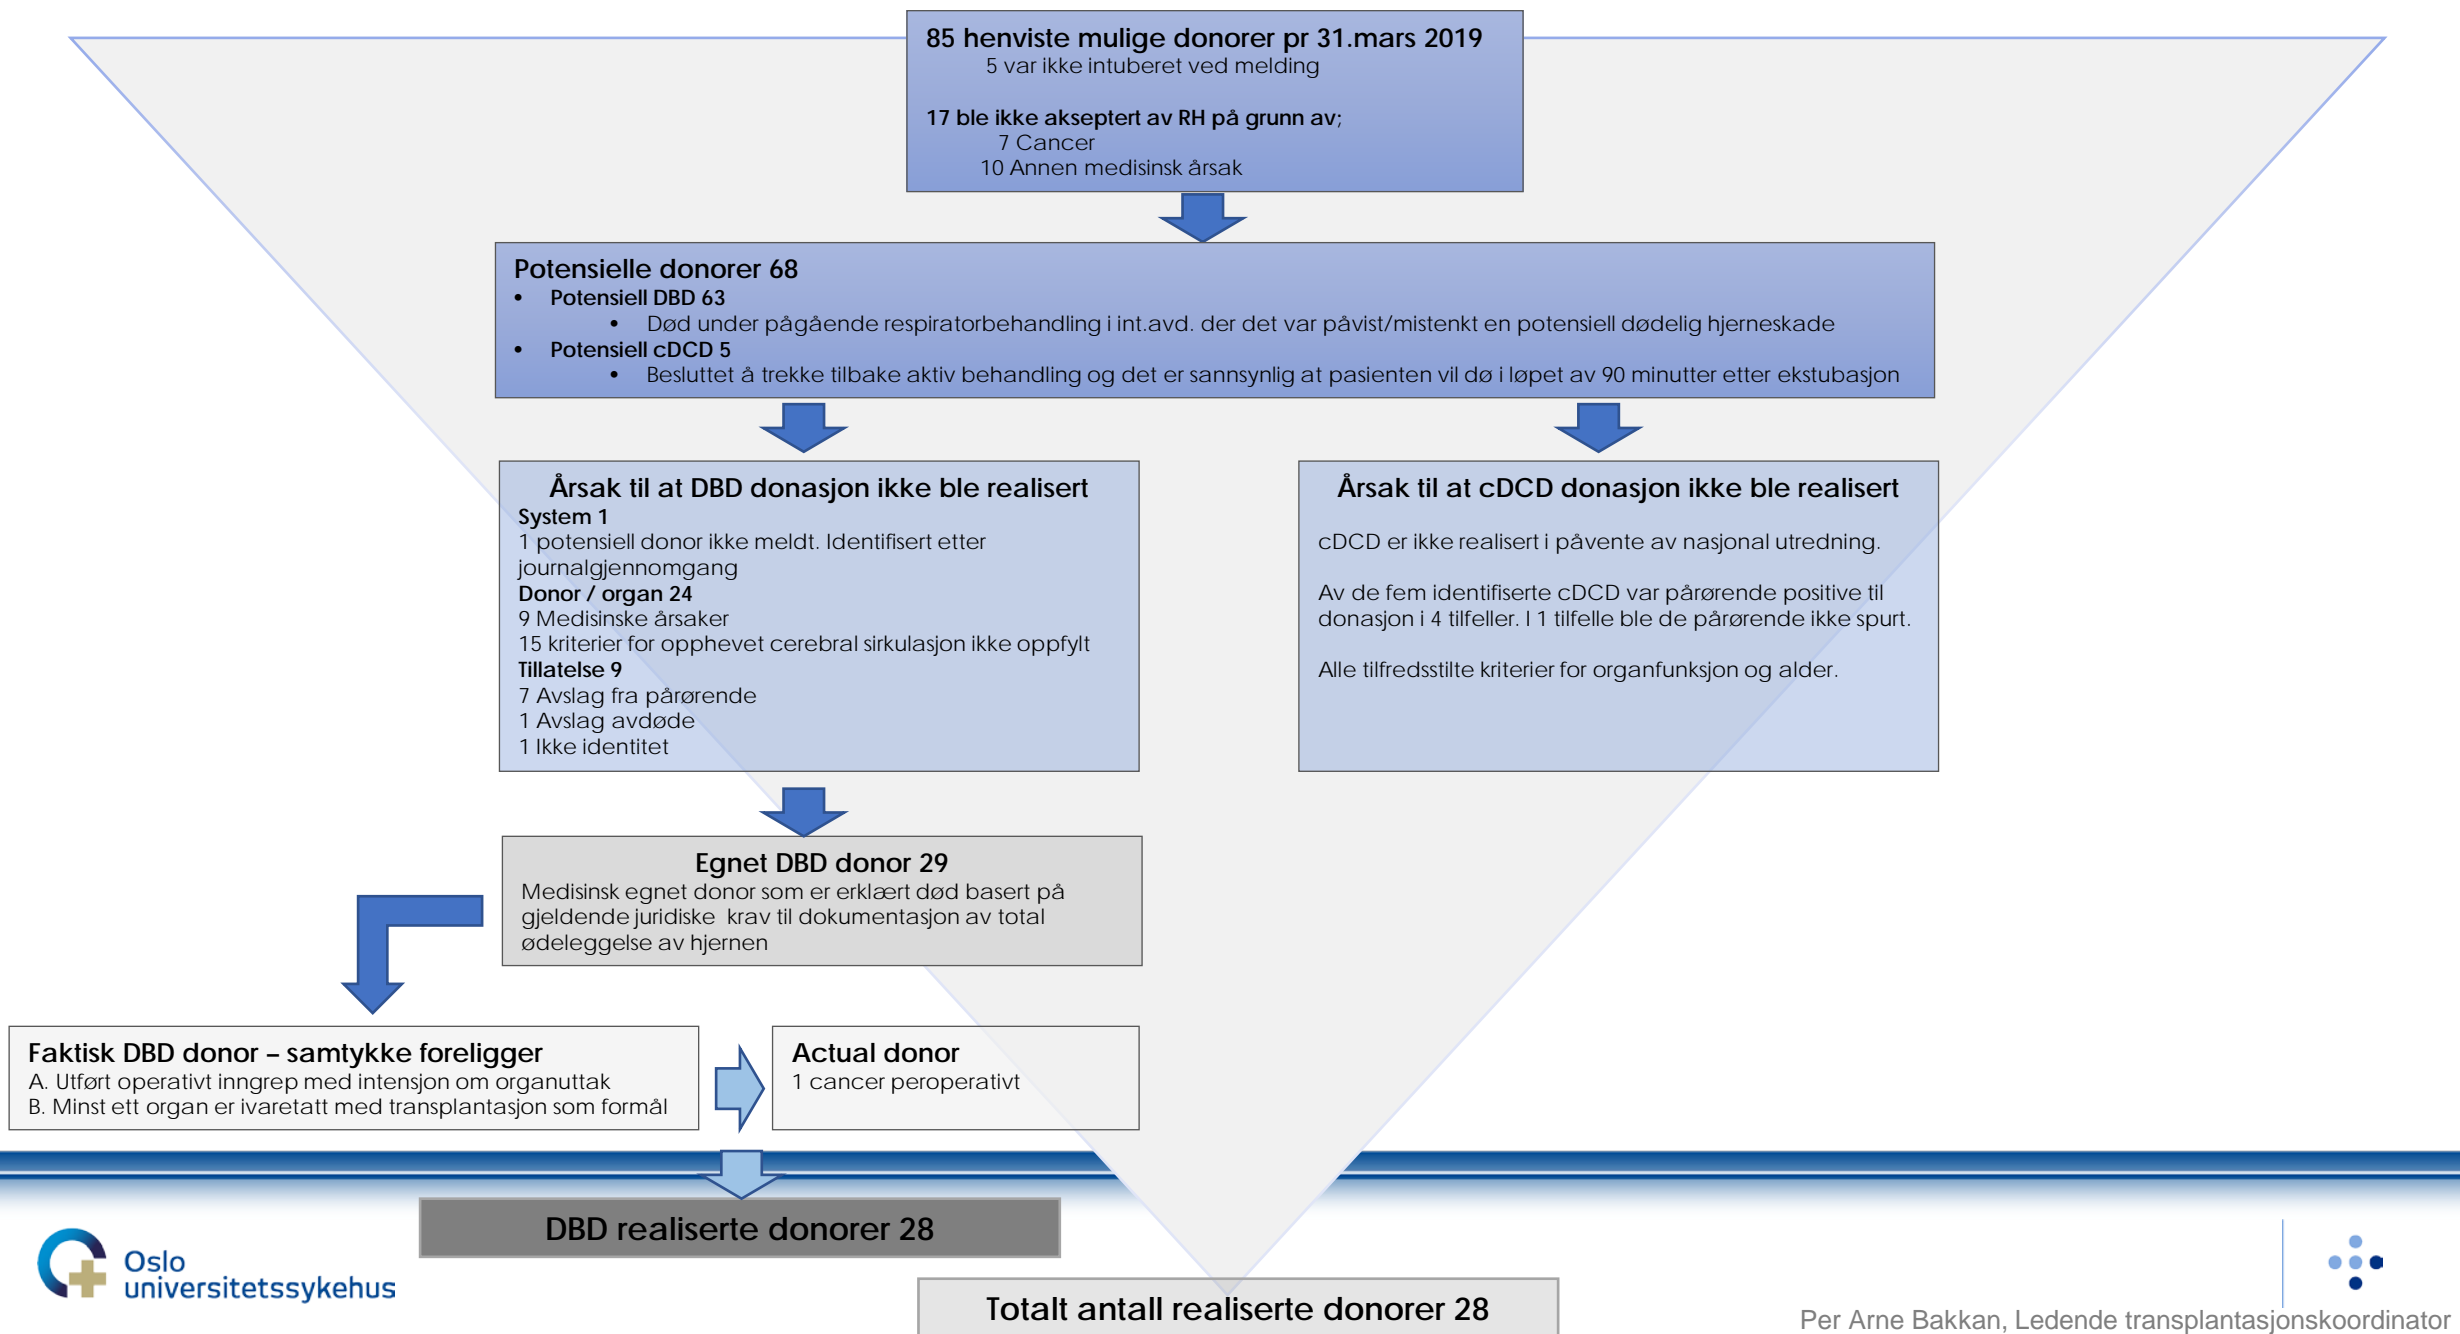 85 henviste mulige donorer pr 31.mars 2019
5 var ikke intuberet ved melding
17 ble ikke akseptert av RH på grunn av;
7 Cancer
10 Annen medisinsk årsak
Potensielle donorer 68
• Potensiell DBD 63
• Død under pågående respiratorbehandling i int.avd. der det var påvist/mistenkt en potensiell dødelig hjerneskade
• Potensiell cDCD 5
• Besluttet å trekke tilbake aktiv behandling og det er sannsynlig at pasienten vil dø i løpet av 90 minutter etter ekstubasjon
Årsak til at DBD donasjon ikke ble realisert
System 1
1 potensiell donor ikke meldt. Identifisert etter
journalgjennomgang
Donor / organ 24
9 Medisinske årsaker
15 kriterier for opphevet cerebral sirkulasjon ikke oppfylt
Tillatelse 9
7 Avslag fra pårørende
1 Avslag avdøde
1 Ikke identitet
Årsak til at cDCD donasjon ikke ble realisert
cDCD er ikke realisert i påvente av nasjonal utredning.
Av de fem identifiserte cDCD var pårørende positive til
donasjon i 4 tilfeller. I 1 tilfelle ble de pårørende ikke spurt.
Alle tilfredsstilte kriterier for organfunksjon og alder.
Egnet DBD donor 29
Medisinsk egnet donor som er erklært død basert på
gjeldende juridiske krav til dokumentasjon av total
ødeleggelse av hjernen
Faktisk DBD donor – samtykke foreligger
A. Utført operativt inngrep med intensjon om organuttak
B. Minst ett organ er ivaretatt med transplantasjon som formål
Actual donor
1 cancer peroperativt
DBD realiserte donorer 28
Oslo
universitetssykehus
Totalt antall realiserte donorer 28
Per Arne Bakkan, Ledende transplantasjonskoordinator